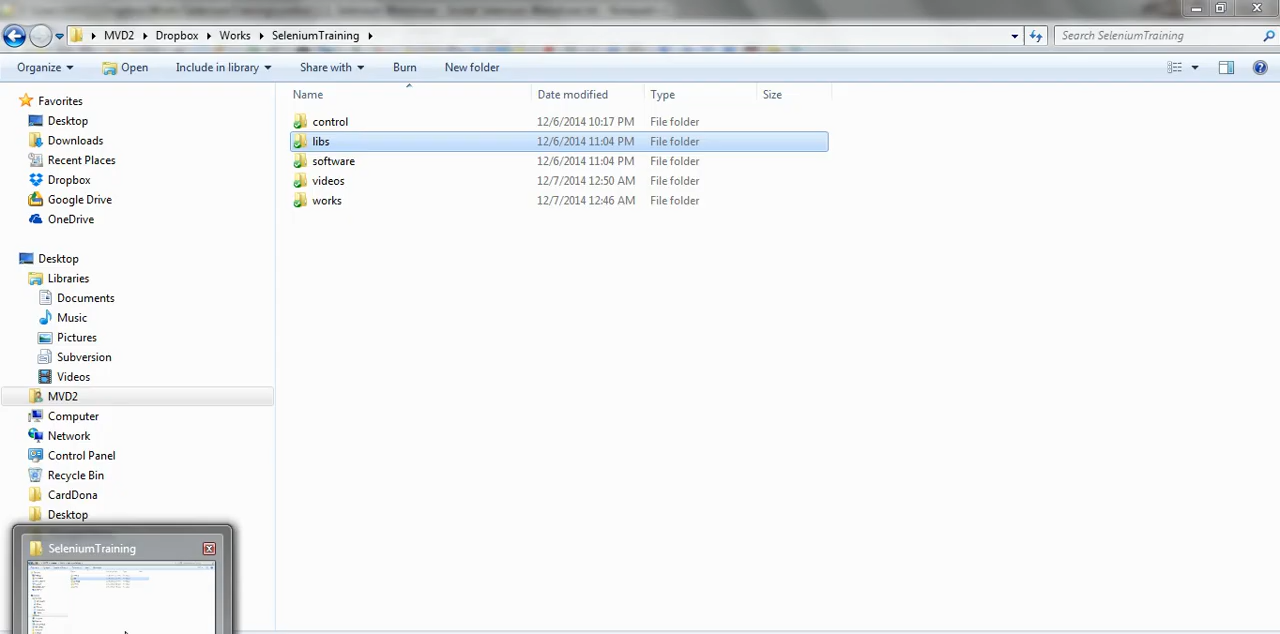 MVD2 Dropbox Works SeleniumTraining Search SeleniumTraining
Organize Open Include in library Share with Burn New folder
Name Date modified Type Size
control 12/6/2014 10:17 PM File folder
libs 12/6/2014 11:04 PM File folder
software 12/6/2014 11:04 PM File folder
videos 12/7/2014 12:50 AM File folder
works 12/7/2014 12:46 AM File folder
Favorites
Desktop
Downloads
Recent Places
Dropbox
Google Drive
OneDrive
Desktop
Libraries
Documents
Music
Pictures
Subversion
Videos
MVD2
Computer
Network
Control Panel
Recycle Bin
CardDona
Desktop
SeleniumTraining